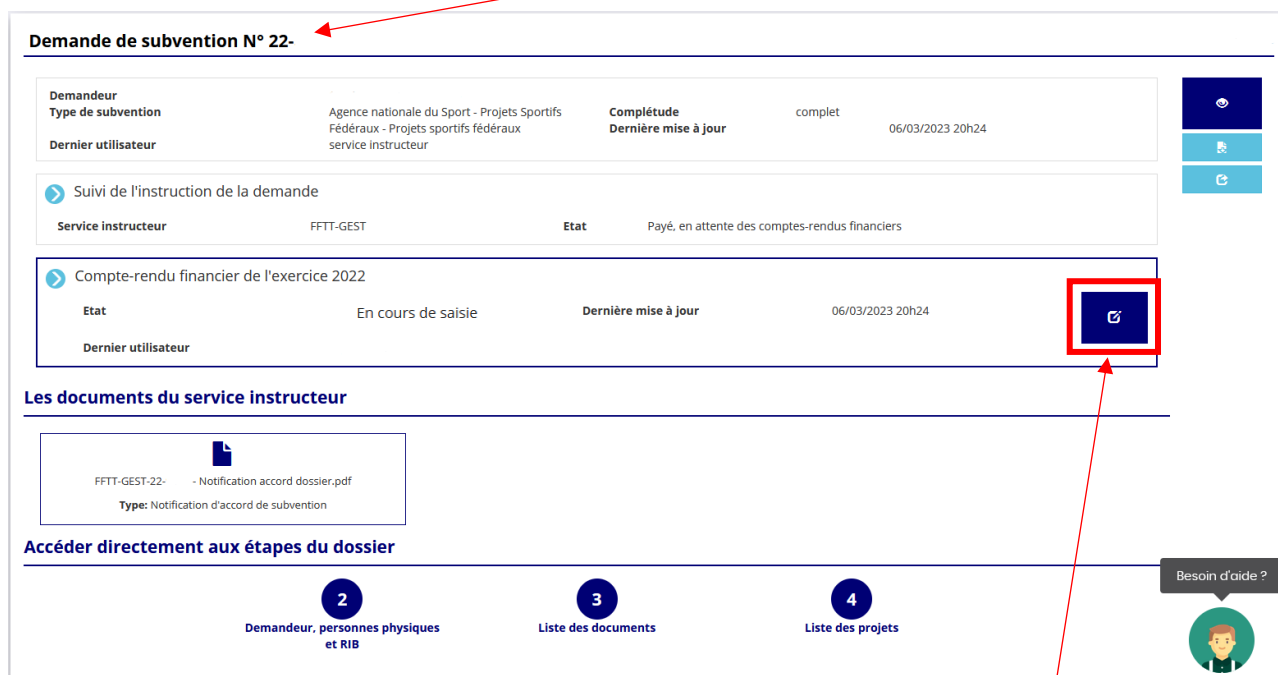 Demande de subvention N° 22-
Demandeur
Type de subvention Agence nationale du Sport - Projets Sportifs Complétude complet
Fédéraux - Projets sportifs fédéraux Dernière mise à jour 06/03/2023 20h24
Dernier utilisateur service instructeur
Suivi de l'instruction de la demande
Service instructeur FFTT-GEST Etat Payé, en attente des comptes-rendus financiers
Compte-rendu financier de l'exercice 2022
Etat En cours de saisie Dernière mise à jour 06/03/2023 20h24
Dernier utilisateur
Les documents du service instructeur
FFTT-GEST-22- - Notification accord dossier.pdf
Type: Notification d'accord de subvention
Accéder directement aux étapes du dossier
Besoin d'aide ?
2 3 4
Demandeur, personnes physiques Liste des documents Liste des projets
et RIB